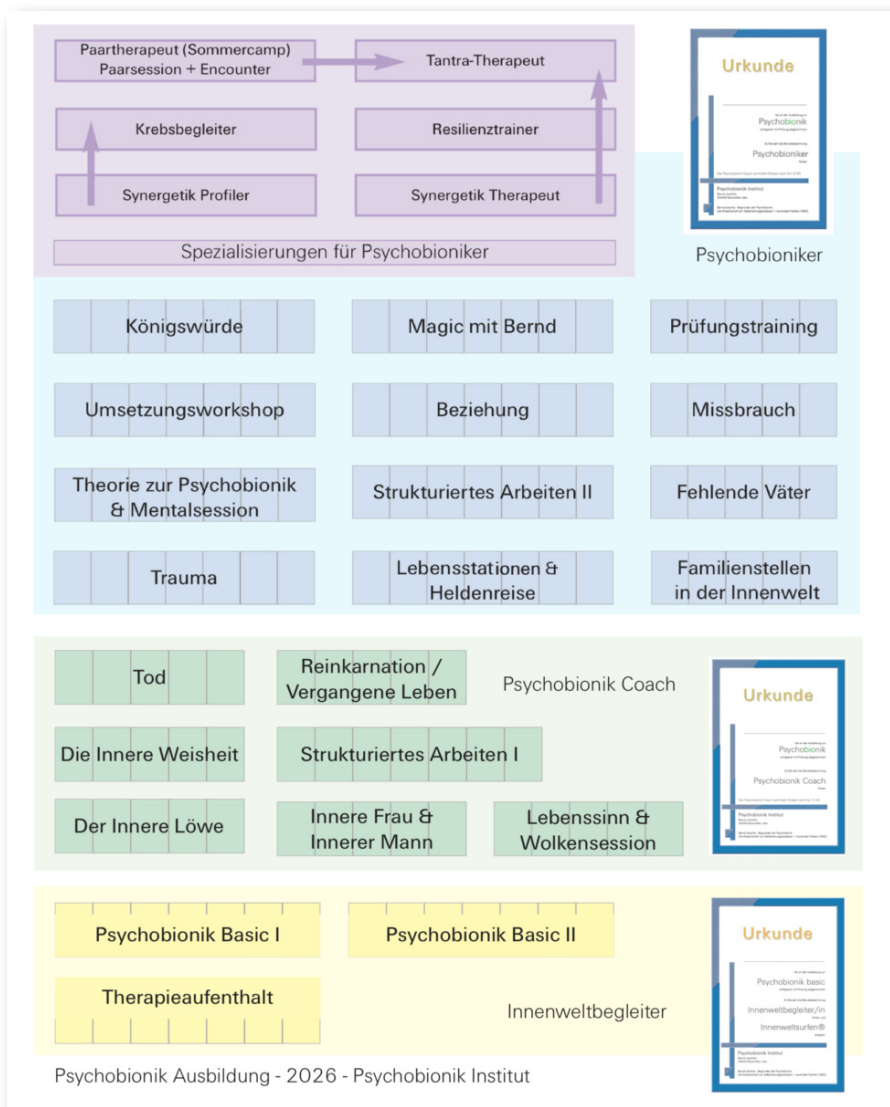 Paartherapeut (Sommercamp)
Paarsession + Encounter
Tantra-Therapeut
Krebsbegleiter
Resilienztrainer
Synergetik Profiler
Synergetik Therapeut
Spezialisierungen für Psychobioniker
Urkunde
Psychobionik
Psychobioniker
Psychobionik Institut
Psychobioniker
Königswürde
Magic mit Bernd
Prüfungstraining
Umsetzungsworkshop
Beziehung
Missbrauch
Theorie zur Psychobionik
& Mentalsession
Strukturiertes Arbeiten II
Fehlende Väter
Trauma
Lebensstationen &
Heldenreise
Familienstellen
in der Innenwelt
Tod
Reinkarnation /
Vergangene Leben
Psychobionik Coach
Die Innere Weisheit
Strukturiertes Arbeiten I
Der Innere Löwe
Innere Frau &
Innerer Mann
Lebenssinn &
Wolkensession
Urkunde
Psychobionik
Psychobionik Coach
Psychobionik Institut
Psychobionik Basic I
Psychobionik Basic II
Therapieaufenthalt
Innenweltbegleiter
Urkunde
Psychobionik basic
Innenweltbegleiter/in
Innenweltsurfen®
Psychobionik Institut
Psychobionik Ausbildung - 2026 - Psychobionik Institut